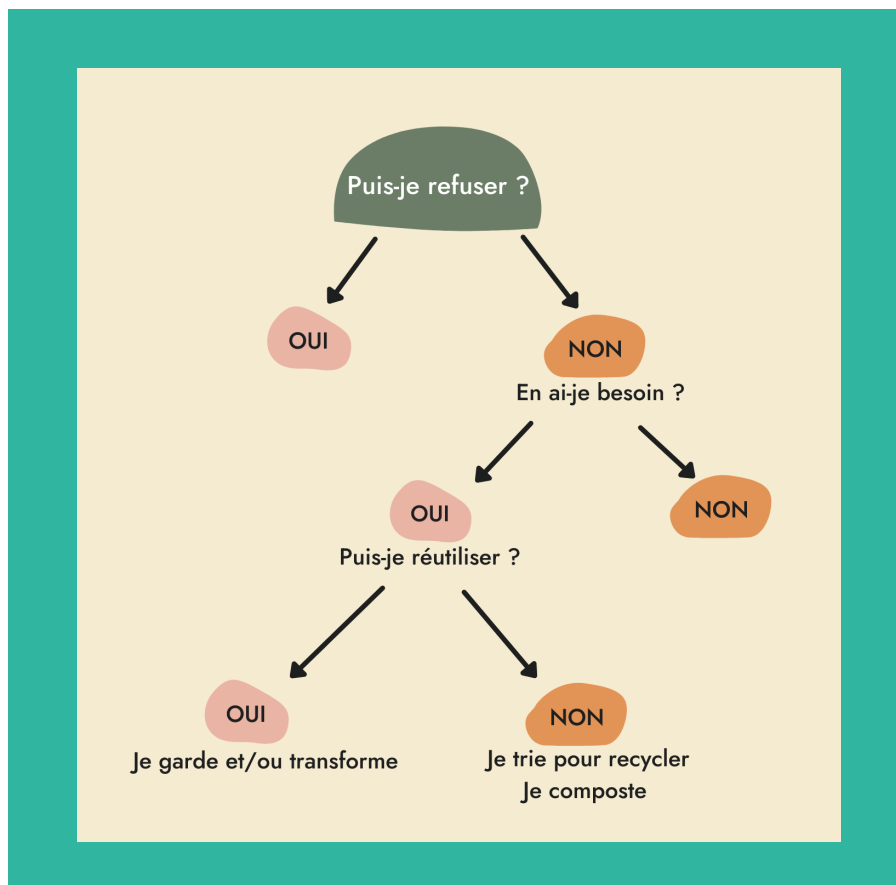 Puis-je refuser ?
OUI
NON
En ai-je besoin ?
OUI
NON
Puis-je réutiliser ?
OUI
NON
Je garde et/ou transforme
Je trie pour recycler
Je composte